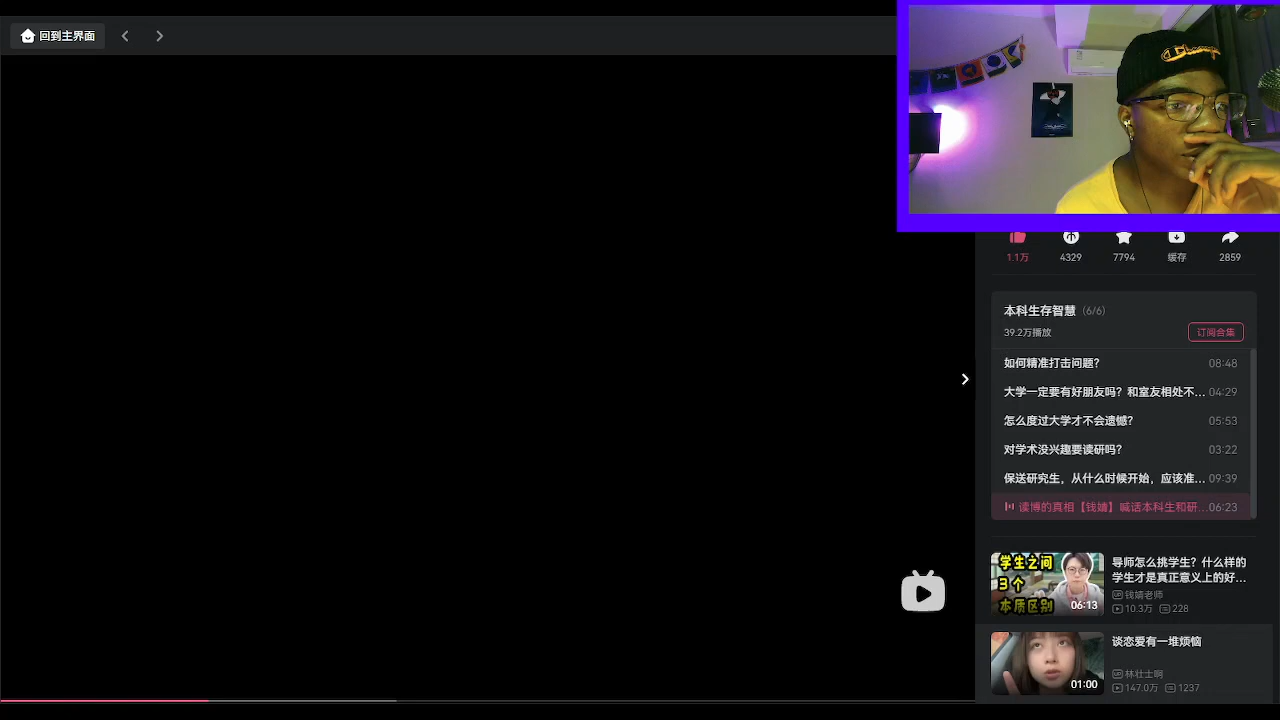 回到主界面
Champion
1.1万
4329
7794
缓存
2859
本科生存智慧 (6/6)
39.2万播放
订阅合集
如何精准打击问题? 08:48
大学一定要有好朋友吗? 和室友相处不... 04:29
怎么度过大学才不会遗憾? 05:53
对学术没兴趣要读研吗? 03:22
保送研究生，从什么时候开始，应该准... 09:39
读博的真相【钱婧】喊话本科生和研... 06:23
学生之间
3个
本质区别
06:13
导师怎么挑学生？什么样的
学生才是真正意义上的好...
UP 钱婧老师
10.3万 228
01:00
谈恋爱有一堆烦恼
UP 林壮士啊
147.0万 1237